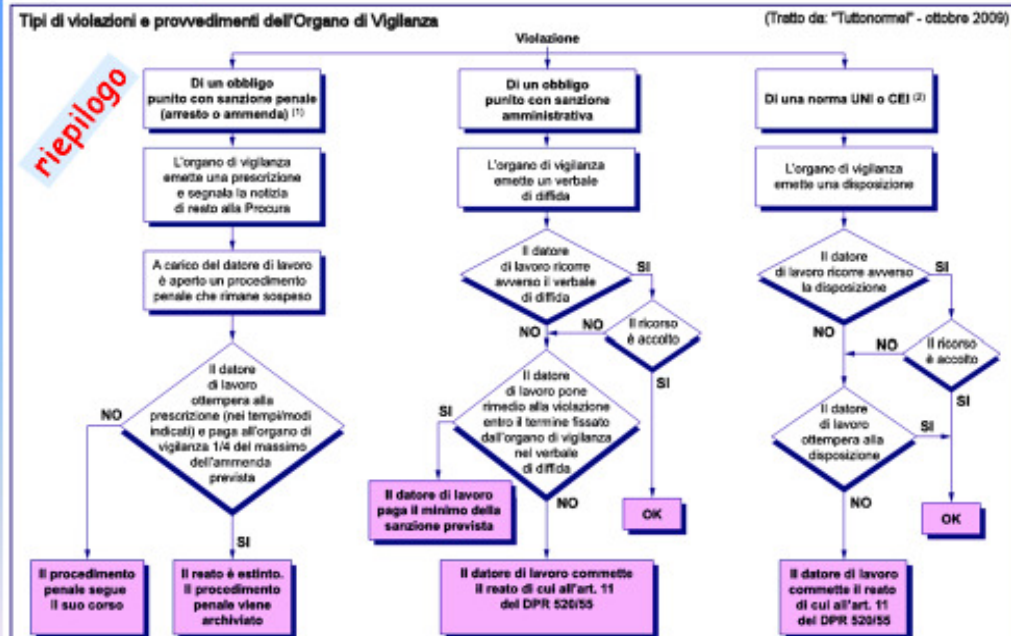 Tipi di violazioni e provvedimenti dell'Organo di Vigilanza
(Tratto da: "Tuttonormel" - ottobre 2009)
riepilogo
Violazione
Di un obbligo
punito con sanzione penale
(arresto o ammenda) (1)
L'organo di vigilanza
emette una prescrizione
e segnala la notizia
di reato alla Procura
A carico del datore di lavoro
è aperto un procedimento
penale che rimane sospeso
Il datore
di lavoro
ottempera alla
prescrizione (nei tempi/modi
indicati) e paga all'organo di
vigilanza 1/4 del massimo
dell'ammenda
prevista
NO
SI
Il procedimento
penale segue
Il suo corso
Il reato è estinto.
Il procedimento
penale viene
archiviato
Di un obbligo
punito con sanzione
amministrativa
L'organo di vigilanza
emette un verbale
di diffida
Il datore
di lavoro ricorre
avverso il verbale
di diffida
SI
NO
NO
Il ricorso
è accolto
SI
Il datore
di lavoro pone
rimedio alla violazione
entro il termine fissato
dall'organo di vigilanza
nel verbale
di diffida
SI
NO
Il datore di lavoro
paga il minimo della
sanzione prevista
OK
Il datore di lavoro commette
il reato di cui all'art. 11
del DPR 520/55
Di una norma UNI o CEI (2)
L'organo di vigilanza
emette una disposizione
Il datore
di lavoro ricorre avverso
la disposizione
SI
NO
NO
Il ricorso
è accolto
SI
Il datore
di lavoro
ottempera alla
disposizione
SI
NO
OK
Il datore di lavoro
commette il reato
di cui all'art. 11
del DPR 520/55